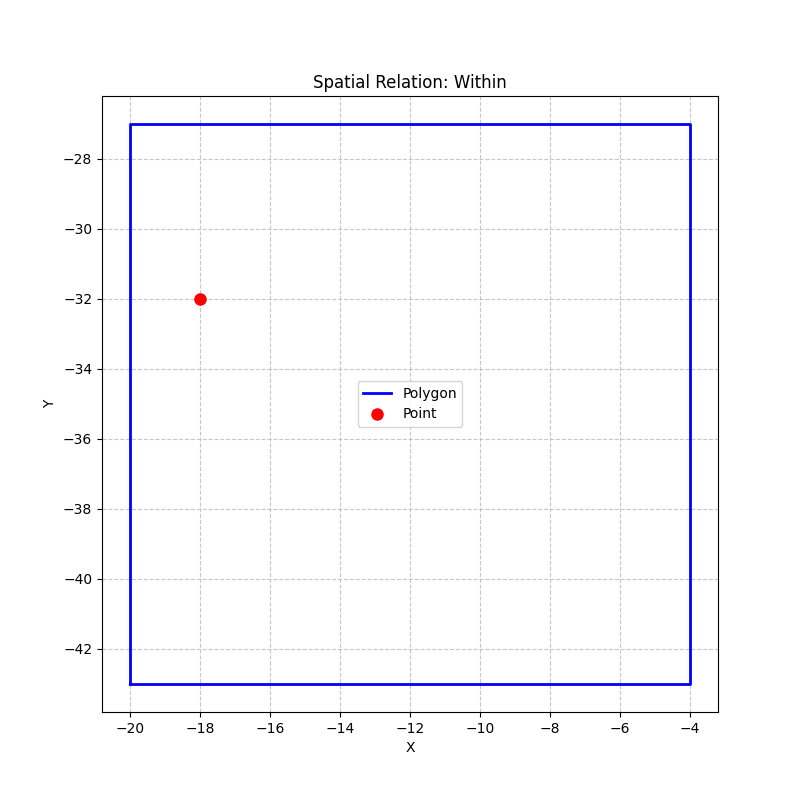 Spatial Relation: Within
−28
−30
−32
−34
−36
−38
−40
−42
Y
Polygon
Point
−20 −18 −16 −14 −12 −10 −8 −6 −4
X